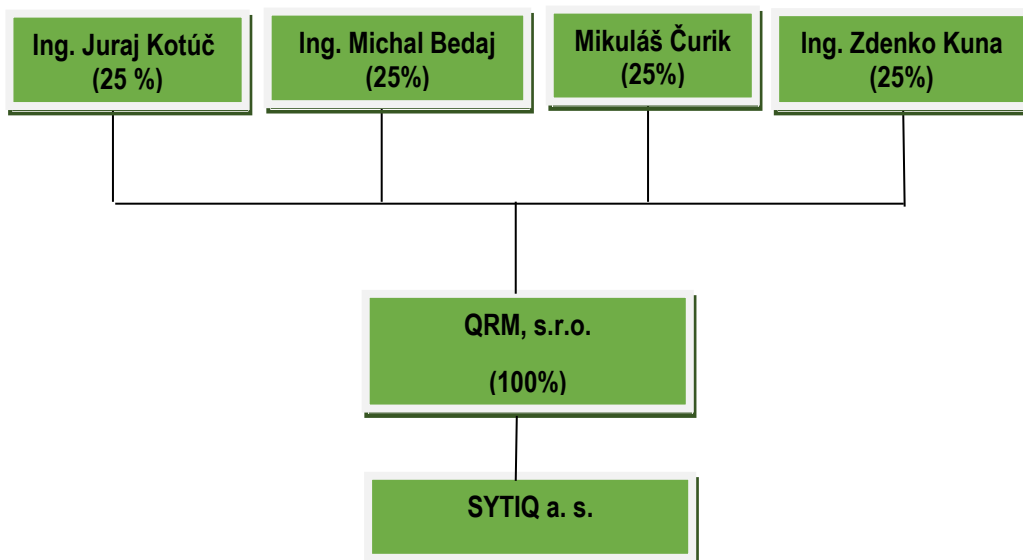 Ing. Juraj Kotúč
(25 %)
Ing. Michal Bedaj
(25%)
Mikuláš Čurik
(25%)
Ing. Zdenko Kuna
(25%)
QRM, s.r.o.
(100%)
SYTIQ a. s.